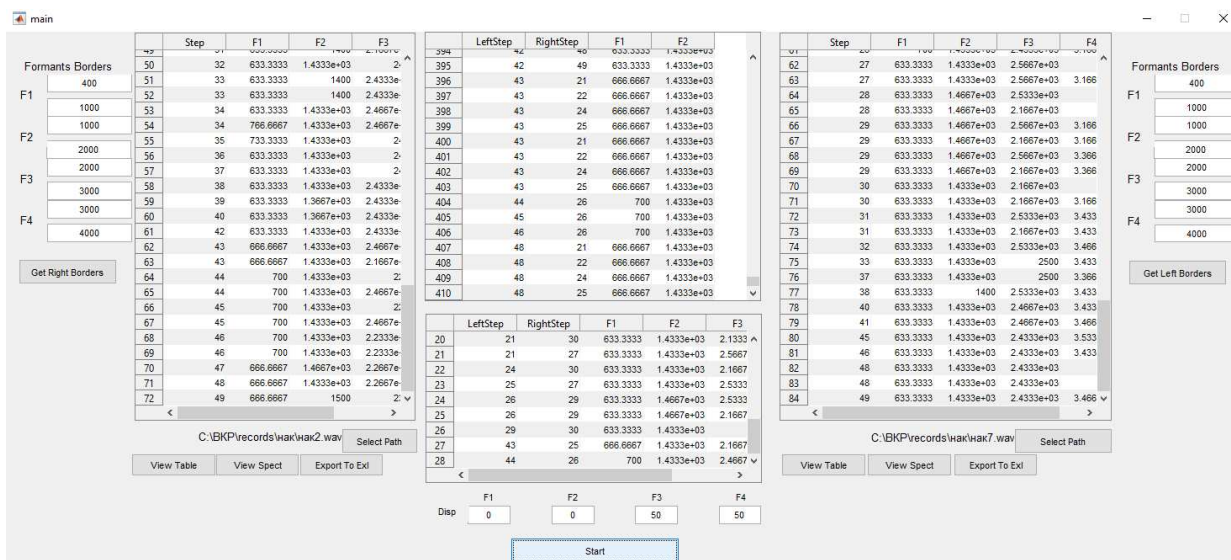 main
Formants Borders
400
F1
1000
1000
F2
2000
2000
F3
3000
3000
F4
4000
Get Right Borders
Step F1 F2 F3
50 32 633.3333 1.4333e+03
51 33 633.3333 1400 2.4333e-
52 33 633.3333 1400 2.4333e-
53 34 633.3333 1.4333e+03 2.4667e-
54 34 766.6667 1.4333e+03 2.4667e-
55 35 733.3333 1.4333e+03
56 36 633.3333 1.4333e+03
57 37 633.3333 1.4333e+03
58 38 633.3333 1.4333e+03 2.4333e-
59 39 633.3333 1.3667e+03 2.4333e-
60 40 633.3333 1.3667e+03 2.4333e-
61 42 633.3333 1.4333e+03 2.4333e-
62 43 666.6667 1.4333e+03 2.4667e-
63 43 666.6667 1.4333e+03 2.1667e-
64 44 700 1.4333e+03
65 44 700 1.4333e+03 2.4667e-
66 45 700 1.4333e+03
67 45 700 1.4333e+03 2.4667e-
68 46 700 1.4333e+03 2.2333e-
69 46 700 1.4333e+03 2.2333e-
70 47 666.6667 1.4667e+03 2.2667e-
71 48 666.6667 1.4333e+03 2.2667e-
72 49 666.6667 1500
C:\ВКР\records\нак\нак2.wav
Select Path
View Table View Spect Export To Exl
LeftStep RightStep F1 F2
394 42 48 633.3333 1.4333e+03
395 42 49 633.3333 1.4333e+03
396 43 21 666.6667 1.4333e+03
397 43 22 666.6667 1.4333e+03
398 43 24 666.6667 1.4333e+03
399 43 25 666.6667 1.4333e+03
400 43 21 666.6667 1.4333e+03
401 43 22 666.6667 1.4333e+03
402 43 24 666.6667 1.4333e+03
403 43 25 666.6667 1.4333e+03
404 44 26 700 1.4333e+03
405 45 26 700 1.4333e+03
406 46 26 700 1.4333e+03
407 48 21 666.6667 1.4333e+03
408 48 22 666.6667 1.4333e+03
409 48 24 666.6667 1.4333e+03
410 48 25 666.6667 1.4333e+03
LeftStep RightStep F1 F2 F3
20 21 30 633.3333 1.4333e+03 2.1333
21 21 27 633.3333 1.4333e+03 2.5667
22 24 30 633.3333 1.4333e+03 2.1667
23 25 27 633.3333 1.4333e+03 2.5333
24 26 29 633.3333 1.4667e+03 2.5333
25 26 29 633.3333 1.4667e+03 2.1667
26 29 30 633.3333 1.4333e+03
27 43 25 666.6667 1.4333e+03 2.1667
28 44 26 700 1.4333e+03 2.4667
F1 F2 F3 F4
Disp 0 0 50 50
Start
Step F1 F2 F3 F4
62 27 633.3333 1.4333e+03 2.5667e+03
63 27 633.3333 1.4667e+03 2.5667e+03 3.166
64 28 633.3333 1.4667e+03 2.5333e+03
65 28 633.3333 1.4667e+03 2.1667e+03
66 29 633.3333 1.4667e+03 2.5667e+03 3.166
67 29 633.3333 1.4667e+03 2.1667e+03 3.166
68 29 633.3333 1.4667e+03 2.5667e+03 3.366
69 29 633.3333 1.4667e+03 2.1667e+03 3.366
70 30 633.3333 1.4333e+03 2.1667e+03
71 30 633.3333 1.4333e+03 2.1667e+03 3.166
72 31 633.3333 1.4333e+03 2.5333e+03 3.433
73 31 633.3333 1.4333e+03 2.1667e+03 3.433
74 32 633.3333 1.4333e+03 2.5333e+03 3.466
75 33 633.3333 1.4333e+03 2500 3.433
76 37 633.3333 1.4333e+03 2500 3.366
77 38 633.3333 1400 2.5333e+03 3.433
78 40 633.3333 1.4333e+03 2.4667e+03 3.433
79 41 633.3333 1.4333e+03 2.4667e+03 3.466
80 45 633.3333 1.4333e+03 2.4333e+03 3.533
81 46 633.3333 1.4333e+03 2.4333e+03 3.433
82 48 633.3333 1.4333e+03 2.4333e+03
83 48 633.3333 1.4333e+03 2.4333e+03
84 49 633.3333 1.4333e+03 2.4333e+03 3.466
C:\ВКР\records\нак\нак7.wav
Select Path
View Table View Spect Export To Exl
Formants Borders
400
F1
1000
1000
F2
2000
2000
F3
3000
3000
F4
4000
Get Left Borders